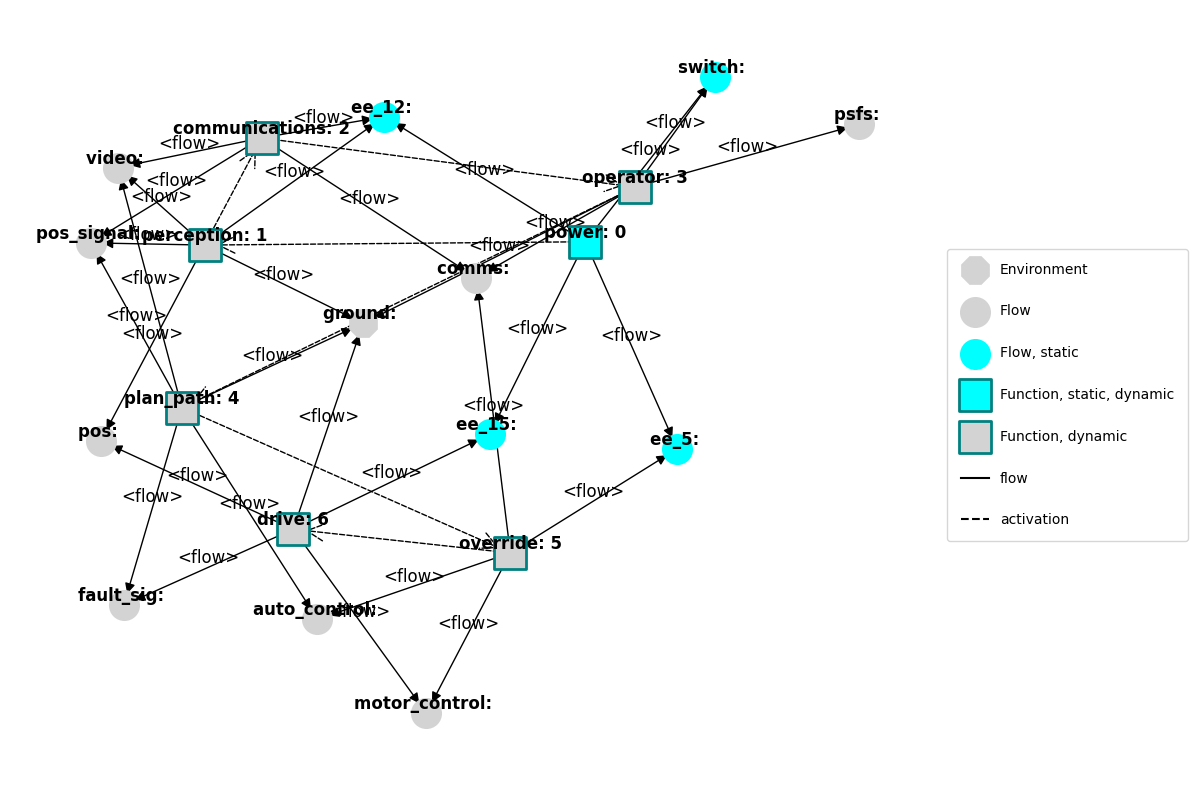 switch:
ee_12:
psfs:
<flow>
<flow>
communications: 2
<flow>
<flow>
<flow>
video:
<flow>
<flow>
<flow>
operator: 3
<flow>
<flow>
<flow>
<flow>
power: 0
pos_signal:
<flow>
perception: 1
<flow>
comms:
<flow>
<flow>
ground:
<flow>
<flow>
<flow>
<flow>
<flow>
plan_path: 4
<flow>
<flow>
ee_15:
pos:
ee_5:
<flow>
<flow>
<flow>
<flow>
<flow>
drive: 6
override: 5
<flow>
<flow>
fault_sig:
auto_control:
<flow>
<flow>
motor_control:
Environment
Flow
Flow, static
Function, static, dynamic
Function, dynamic
flow
activation